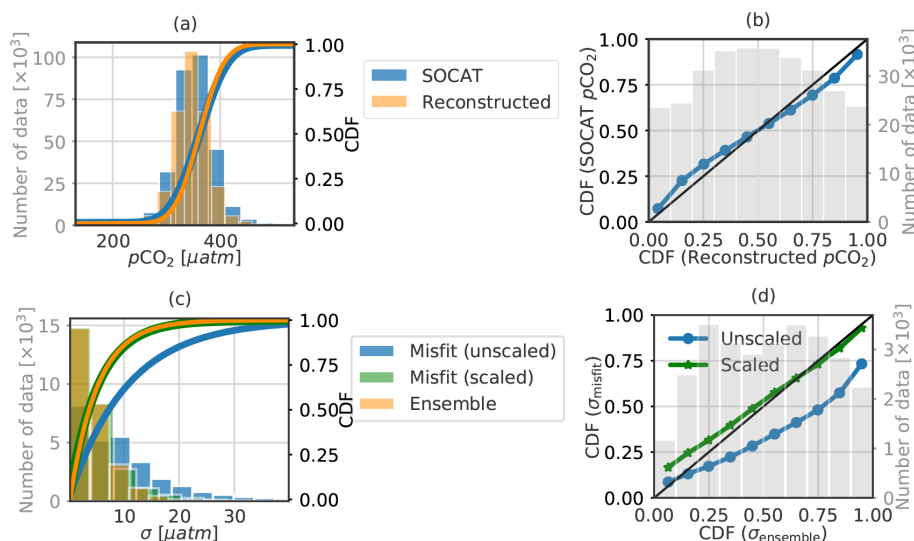 (a)
Number of data [×10³]
100
75
50
25
0
200
400
pCO₂ [μatm]
1.00
0.75
0.50
0.25
0.00
CDF
SOCAT
Reconstructed
(b)
CDF (SOCAT pCO₂)
1.00
0.75
0.50
0.25
0.00
0.00
0.25
0.50
0.75
1.00
CDF (Reconstructed pCO₂)
30
20
10
0
Number of data [×10³]
(c)
Number of data [×10³]
15
10
5
0
10
20
30
σ [μatm]
1.00
0.75
0.50
0.25
0.00
CDF
Misfit (unscaled)
Misfit (scaled)
Ensemble
(d)
CDF (σmisfit)
1.00
0.75
0.50
0.25
0.00
0.00
0.25
0.50
0.75
1.00
CDF (σensemble)
Unscaled
Scaled
3
2
1
0
Number of data [×10³]